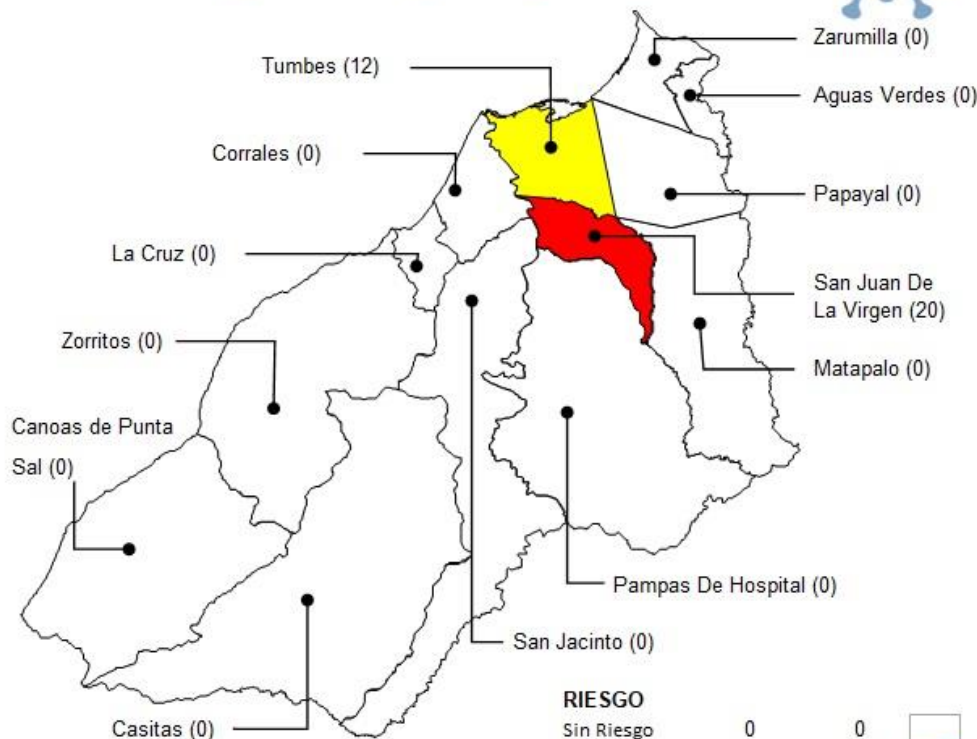 Zarumilla (0)
Tumbes (12)
Aguas Verdes (0)
Corrales (0)
Papayal (0)
La Cruz (0)
San Juan De
La Virgen (20)
Zorritos (0)
Matapalo (0)
Canoas de Punta
Sal (0)
Pampas De Hospital (0)
San Jacinto (0)
Casitas (0)
RIESGO
Sin Riesgo 0 0